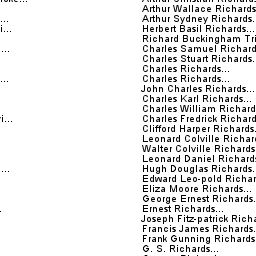 Arthur Wallace Richards
Arthur Sydney Richards.
Herbert Basil Richards...
Richard Buckingham Tri
Charles Samuel Richard
Charles Stuart Richards.
Charles Richards...
Charles Richards...
John Charles Richards...
Charles Karl Richards...
Charles William Richard
Charles Fredrick Richard
Clifford Harper Richards.
Leonard Colville Richar
Walter Colville Richards
Leonard Daniel Richards
Hugh Douglas Richards.
Edward Leo-pold Richar
Eliza Moore Richards...
George Ernest Richards.
Ernest Richards...
Joseph Fitz-patrick Richa
Francis James Richards.
Frank Gunning Richards
G. S. Richards...